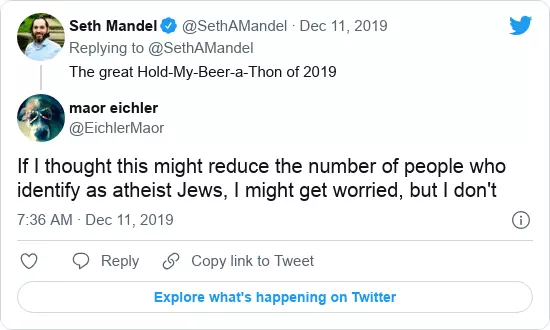 Seth Mandel @SethAMandel · Dec 11, 2019
Replying to @SethAMandel
The great Hold-My-Beer-a-Thon of 2019
maor eichler
@EichlerMaor
If I thought this might reduce the number of people who
identify as atheist Jews, I might get worried, but I don't
7:36 AM · Dec 11, 2019
Reply Copy link to Tweet
Explore what's happening on Twitter